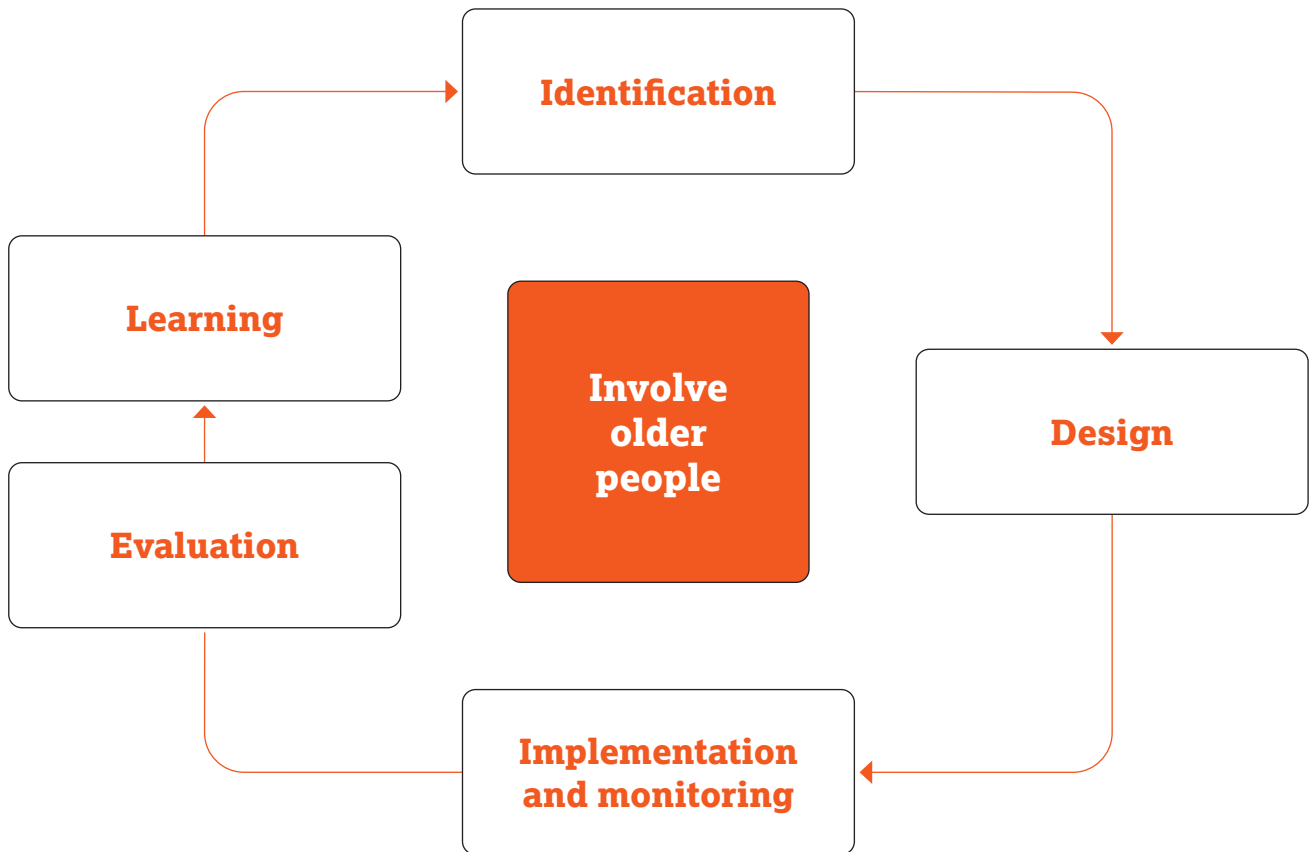 Identification
Learning
Involve
older
people
Design
Evaluation
Implementation
and monitoring